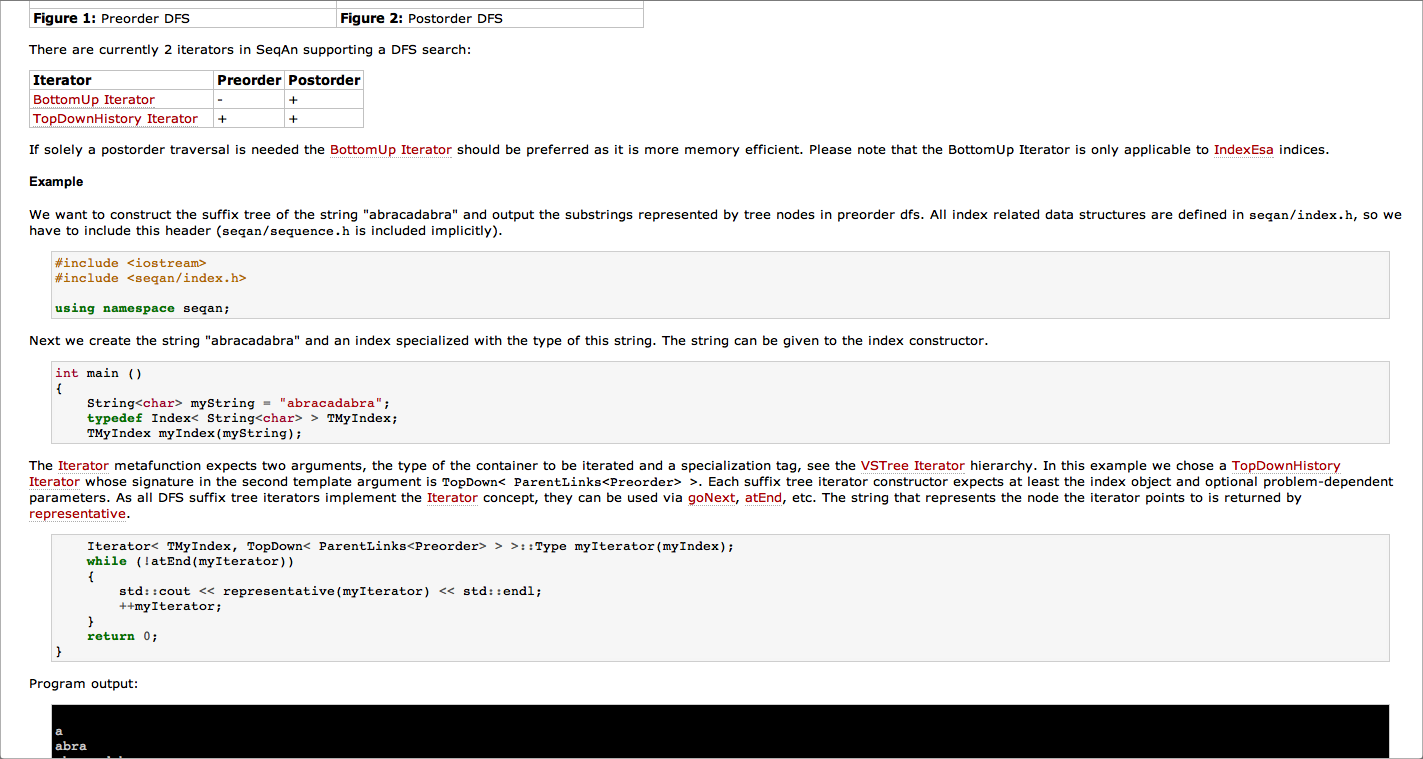 Figure 1: Preorder DFS Figure 2: Postorder DFS
There are currently 2 iterators in SeqAn supporting a DFS search:
Iterator Preorder Postorder
BottomUp Iterator - +
TopDownHistory Iterator + +
If solely a postorder traversal is needed the BottomUp Iterator should be preferred as it is more memory efficient. Please note that the BottomUp Iterator is only applicable to IndexEsa indices.
Example
We want to construct the suffix tree of the string "abracadabra" and output the substrings represented by tree nodes in preorder dfs. All index related data structures are defined in seqan/index.h, so we
have to include this header (seqan/sequence.h is included implicitly).
#include <iostream>
#include <seqan/index.h>
using namespace seqan;
Next we create the string "abracadabra" and an index specialized with the type of this string. The string can be given to the index constructor.
int main ()
{
    String<char> myString = "abracadabra";
    typedef Index< String<char> > TMyIndex;
    TMyIndex myIndex(myString);
The Iterator metafunction expects two arguments, the type of the container to be iterated and a specialization tag, see the VSTree Iterator hierarchy. In this example we chose a TopDownHistory
Iterator whose signature in the second template argument is TopDown< ParentLinks<Preorder> >. Each suffix tree iterator constructor expects at least the index object and optional problem-dependent
parameters. As all DFS suffix tree iterators implement the Iterator concept, they can be used via goNext, atEnd, etc. The string that represents the node the iterator points to is returned by
representative.
    Iterator< TMyIndex, TopDown< ParentLinks<Preorder> > >::Type myIterator(myIndex);
    while (!atEnd(myIterator))
    {
        std::cout << representative(myIterator) << std::endl;
        ++myIterator;
    }
    return 0;
}
Program output:
a
abra